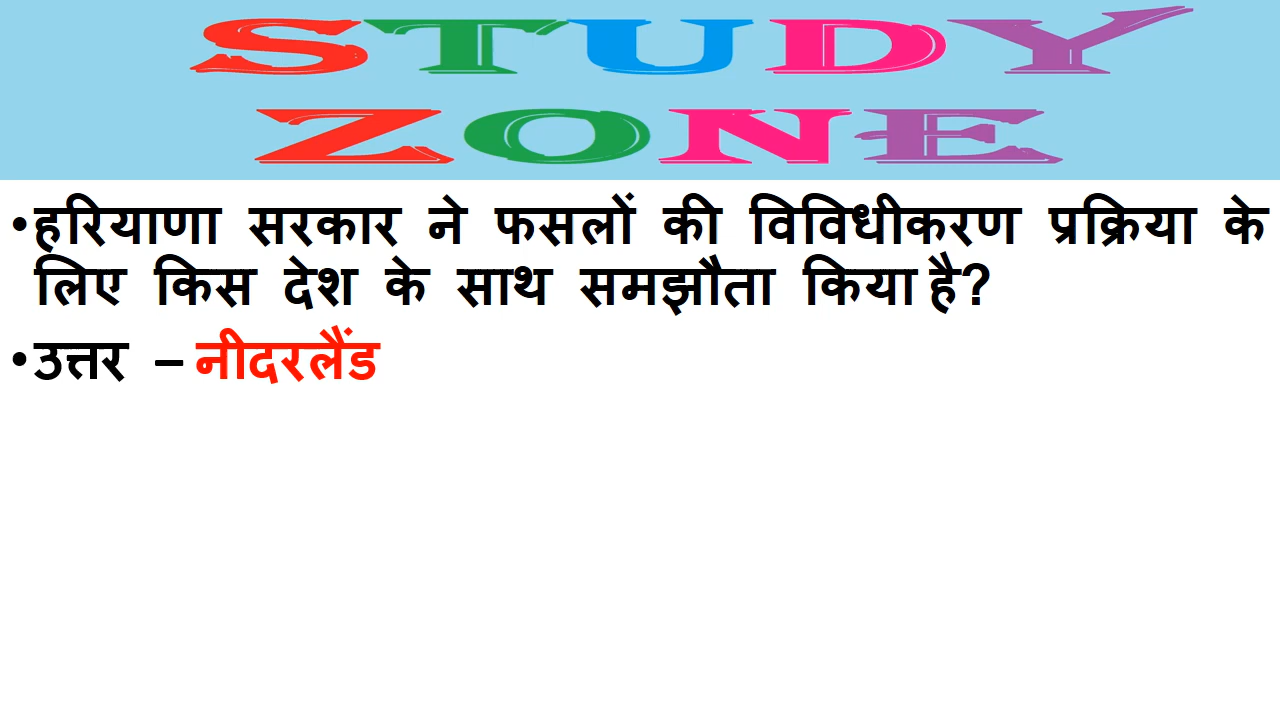 STUDY
ZONE
•हरियाणा सरकार ने फसलों की विविधीकरण प्रक्रिया के
लिए किस देश के साथ समझौता किया है?
•उत्तर – नीदरलैंड